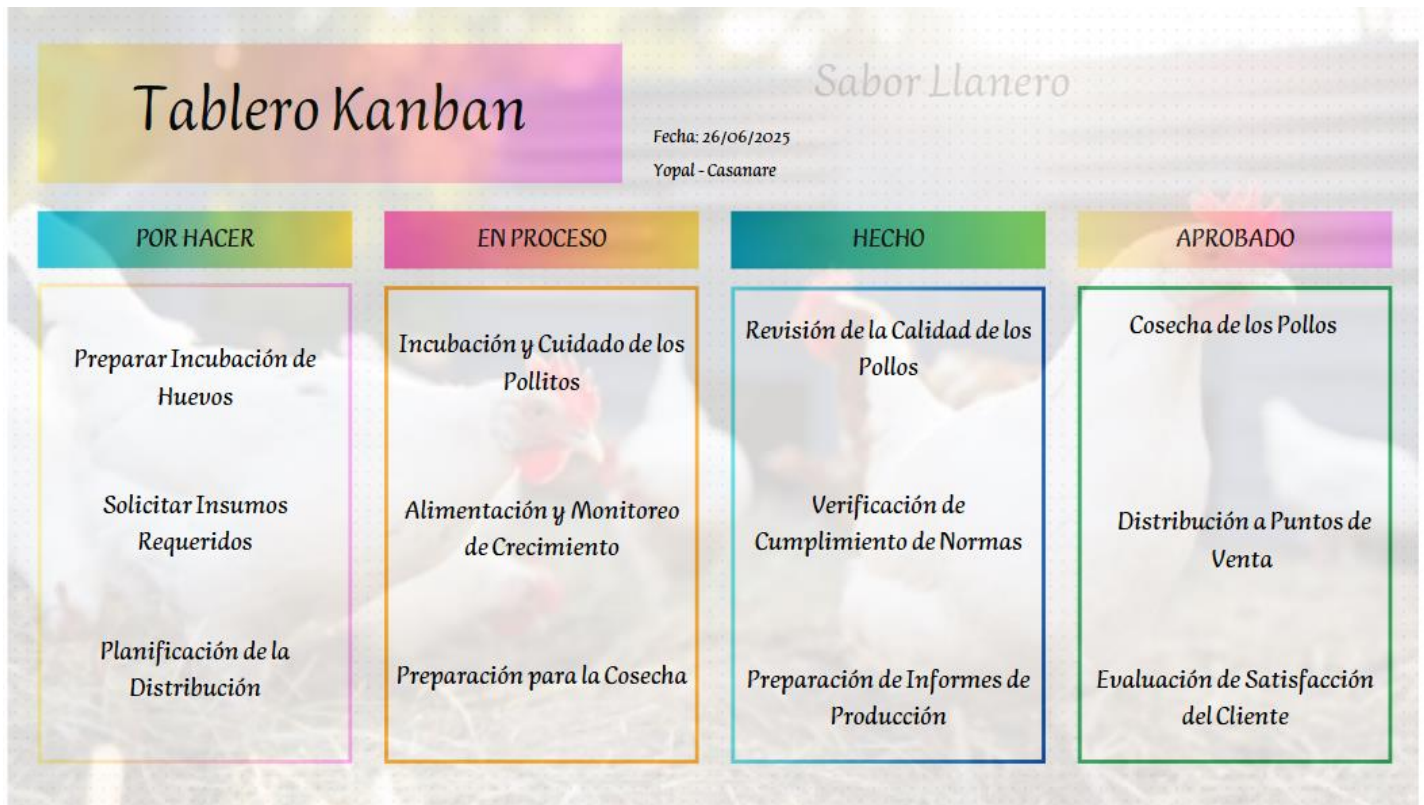 Tablero Kanban
Sabor Llanero
Fecha: 26/06/2025
Yopal - Casanare
POR HACER
Preparar Incubación de
Huevos
Solicitar Insumos
Requeridos
Planificación de la
Distribución
EN PROCESO
Incubación y Cuidado de los
Pollitos
Alimentación y Monitoreo
de Crecimiento
Preparación para la Cosecha
HECHO
Revisión de la Calidad de los
Pollos
Verificación de
Cumplimiento de Normas
Preparación de Informes de
Producción
APROBADO
Cosecha de los Pollos
Distribución a Puntos de
Venta
Evaluación de Satisfacción
del Cliente